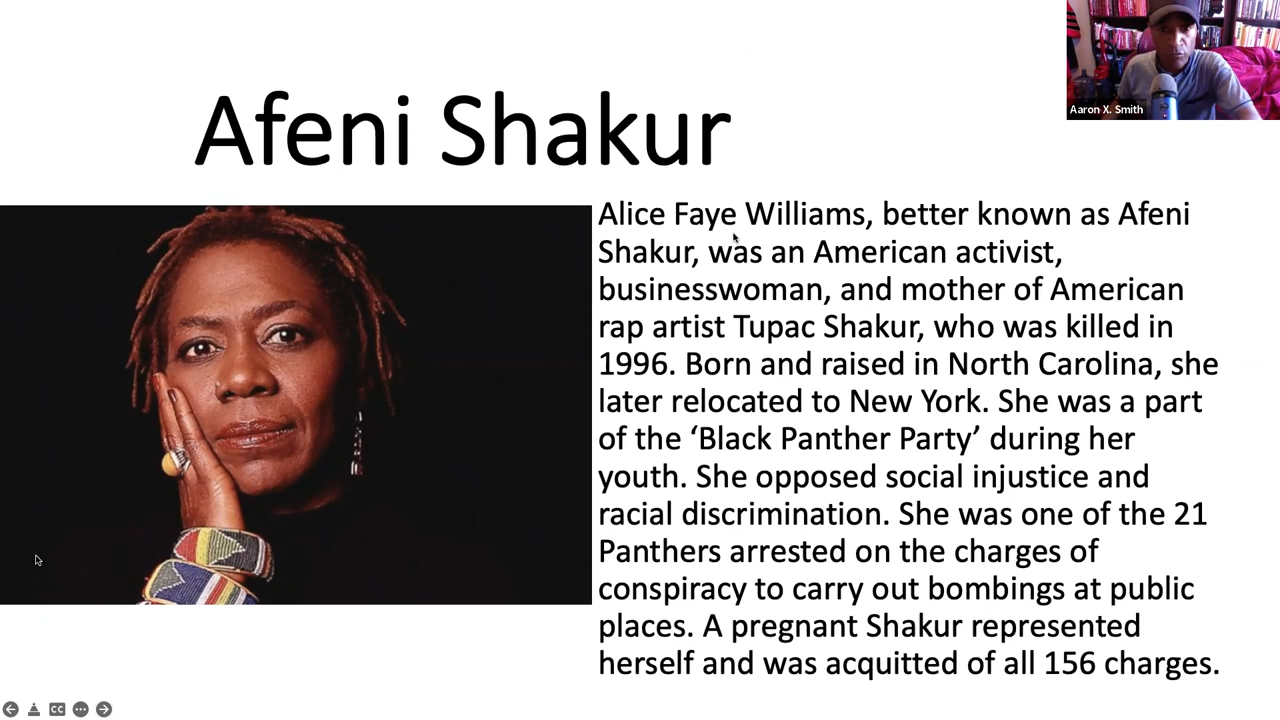 Afeni Shakur
Aaron X. Smith
Alice Faye Williams, better known as Afeni
Shakur, was an American activist,
businesswoman, and mother of American
rap artist Tupac Shakur, who was killed in
1996. Born and raised in North Carolina, she
later relocated to New York. She was a part
of the ‘Black Panther Party’ during her
youth. She opposed social injustice and
racial discrimination. She was one of the 21
Panthers arrested on the charges of
conspiracy to carry out bombings at public
places. A pregnant Shakur represented
herself and was acquitted of all 156 charges.
CC